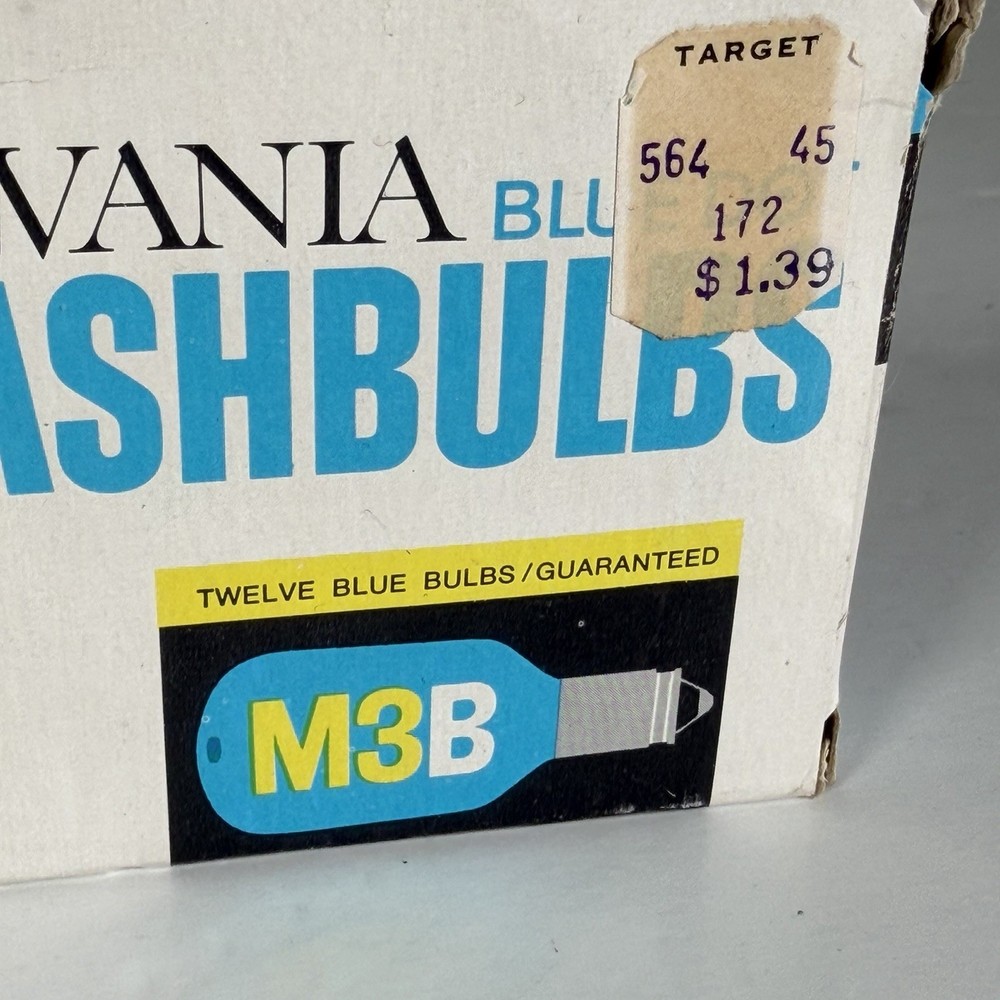 TARGET
564 45
172
$1.39
VANIA BLU
ASHBULBS
TWELVE BLUE BULBS/GUARANTEED
M3B